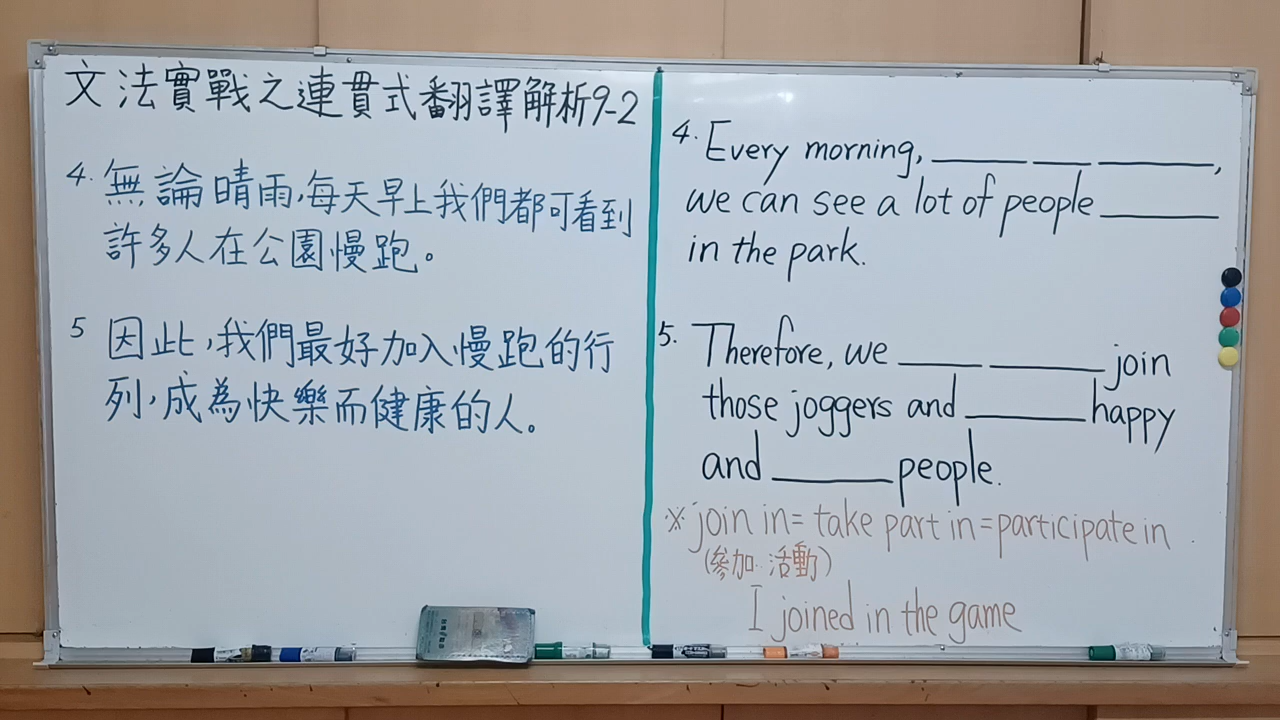 文法實戰之連貫式翻譯解析9-2
4. 無論晴雨,每天早上我們都可看到
許多人在公園慢跑。
5 因此,我們最好加入慢跑的行
列,成為快樂而健康的人。
4. Every morning, ____ ____ ____,
we can see a lot of people ____
in the park.
5. Therefore, we ____ ____ join
those joggers and ____ happy
and ____ people.
※ join in = take part in = participate in
(參加 活動)
I joined in the game